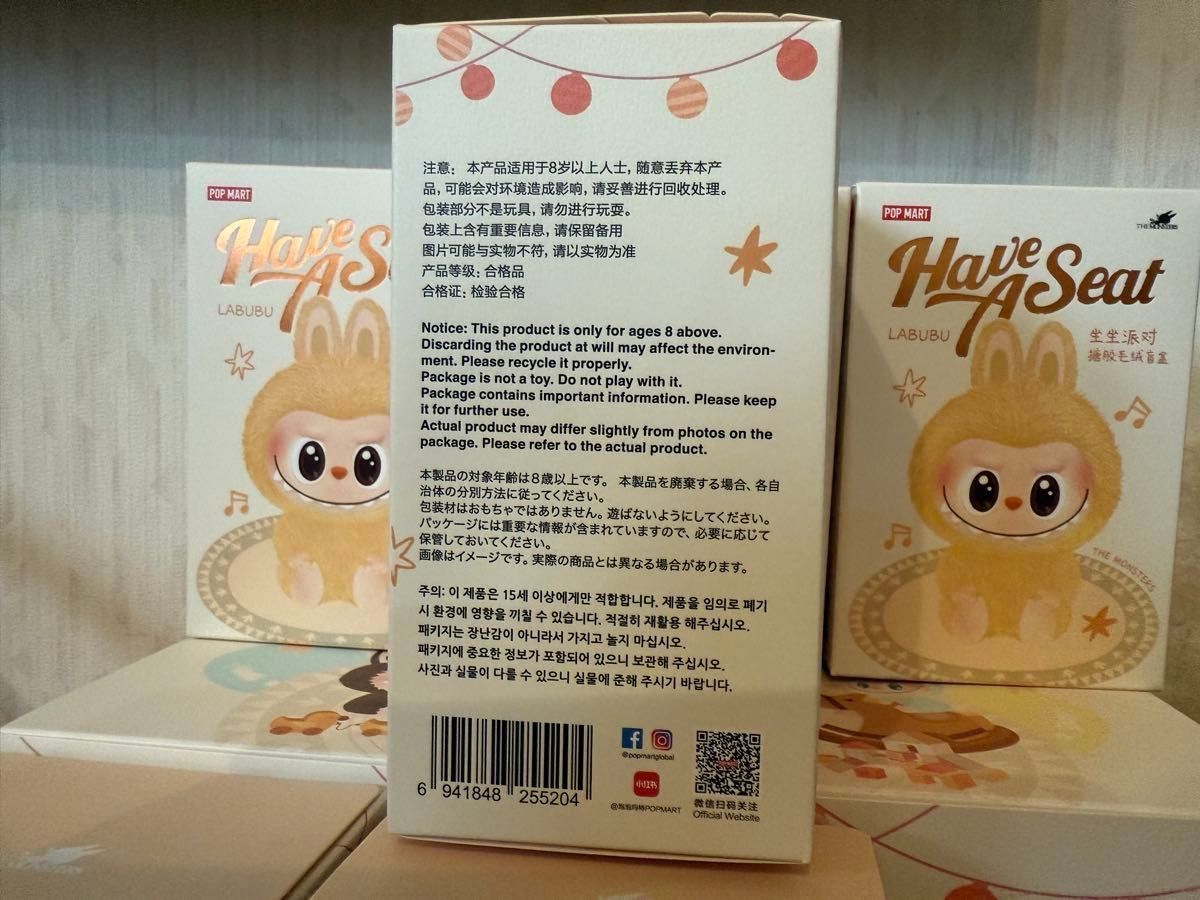 注意： 本产品适用于8岁以上人士，随意丢弃本产
品，可能会对环境造成影响，请妥善进行回收处理。
包装部分不是玩具，请勿进行玩耍。
包装上含有重要信息，请保留备用
图片可能与实物不符，请以实物为准
产品等级：合格品
合格证：检验合格
Notice: This product is only for ages 8 above.
Discarding the product at will may affect the environ-
ment. Please recycle it properly.
Package is not a toy. Do not play with it.
Package contains important information. Please keep
it for further use.
Actual product may differ slightly from photos on the
package. Please refer to the actual product.
本製品の対象年齢は8歳以上です。 本製品を廃棄する場合、各自
治体の分別方法に従ってください。
包装材はおもちゃではありません。遊ばないようにしてください。
パッケージには重要な情報が含まれていますので、必要に応じて
保管しておいてください。
画像はイメージです。実際の商品とは異なる場合があります。
주의: 이 제품은 15세 이상에게만 적합합니다. 제품을 임의로 폐기
시 환경에 영향을 끼칠 수 있습니다. 적절히 재활용 해주십시오.
패키지는 장난감이 아니라서 가지고 놀지 마십시오.
패키지에 중요한 정보가 포함되어 있으니 보관해 주십시오.
사진과 실물이 다를 수 있으니 실물에 준해 주시기 바랍니다.
6 941848 255204
@popmartglobal
小红书
@泡泡玛特POPMART
微信扫码关注
Official Website
POP MART
Have
A S
LABUBU
POP MART
THE MONSTERS
Have
A Seat
LABUBU
坐坐派对
搪胶毛绒盲盒
THE MONSTERS